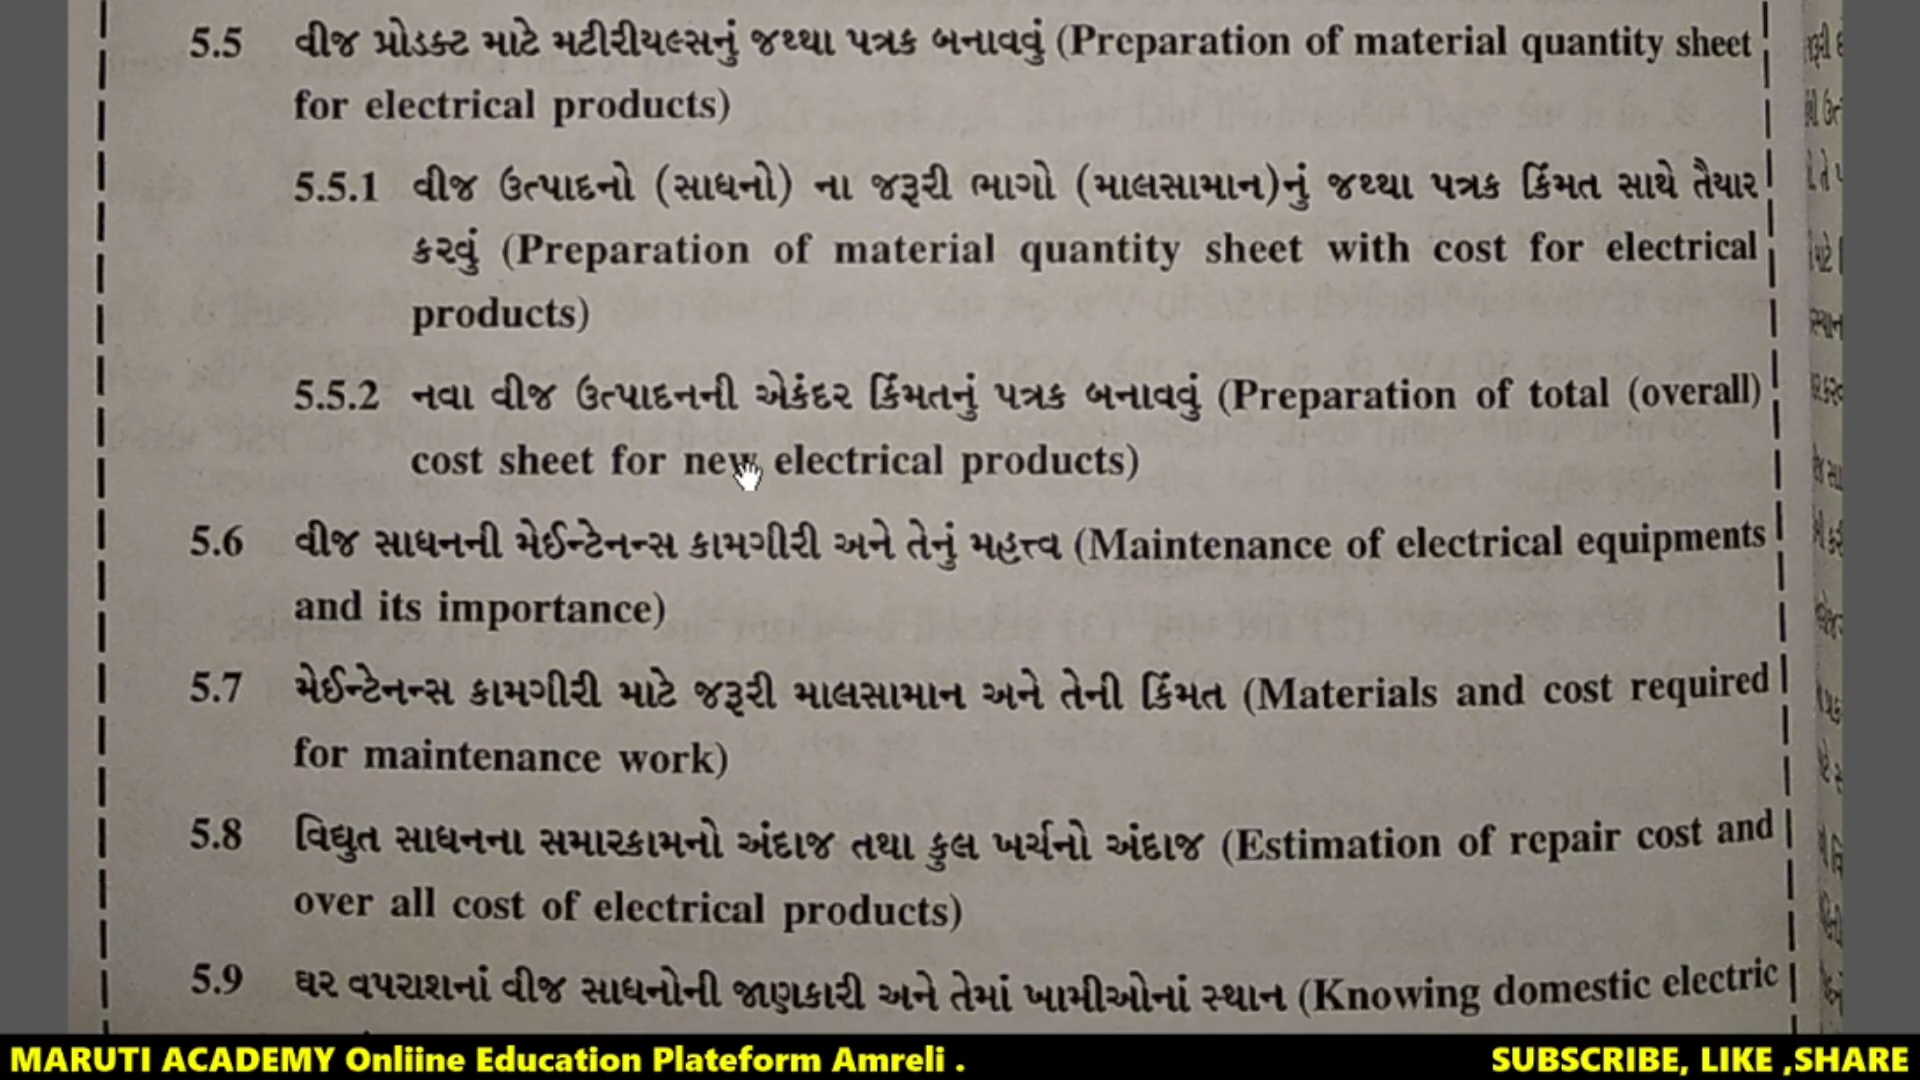 5.5 વીજ પ્રોડક્ટ માટે મટીરીયલ્સનું જથ્થા પત્રક બનાવવું (Preparation of material quantity sheet
for electrical products)
5.5.1 વીજ ઉત્પાદનો (સાધનો) ના જરૂરી ભાગો (માલસામાન)નું જથ્થા પત્રક કિંમત સાથે તૈયાર
કરવું (Preparation of material quantity sheet with cost for electrical
products)
5.5.2 નવા વીજ ઉત્પાદનની એકંદર કિંમતનું પત્રક બનાવવું (Preparation of total (overall)
cost sheet for new electrical products)
5.6 વીજ સાધનની મેઈન્ટેનન્સ કામગીરી અને તેનું મહત્ત્વ (Maintenance of electrical equipments
and its importance)
5.7 મેઈન્ટેનન્સ કામગીરી માટે જરૂરી માલસામાન અને તેની કિંમત (Materials and cost required
for maintenance work)
5.8 વિદ્યુત સાધનના સમારકામનો અંદાજ તથા કુલ ખર્ચનો અંદાજ (Estimation of repair cost and
over all cost of electrical products)
5.9 ઘર વપરાશનાં વીજ સાધનોની જાણકારી અને તેમાં ખામીઓનાં સ્થાન (Knowing domestic electric
MARUTI ACADEMY Onliine Education Plateform Amreli .
SUBSCRIBE, LIKE ,SHARE